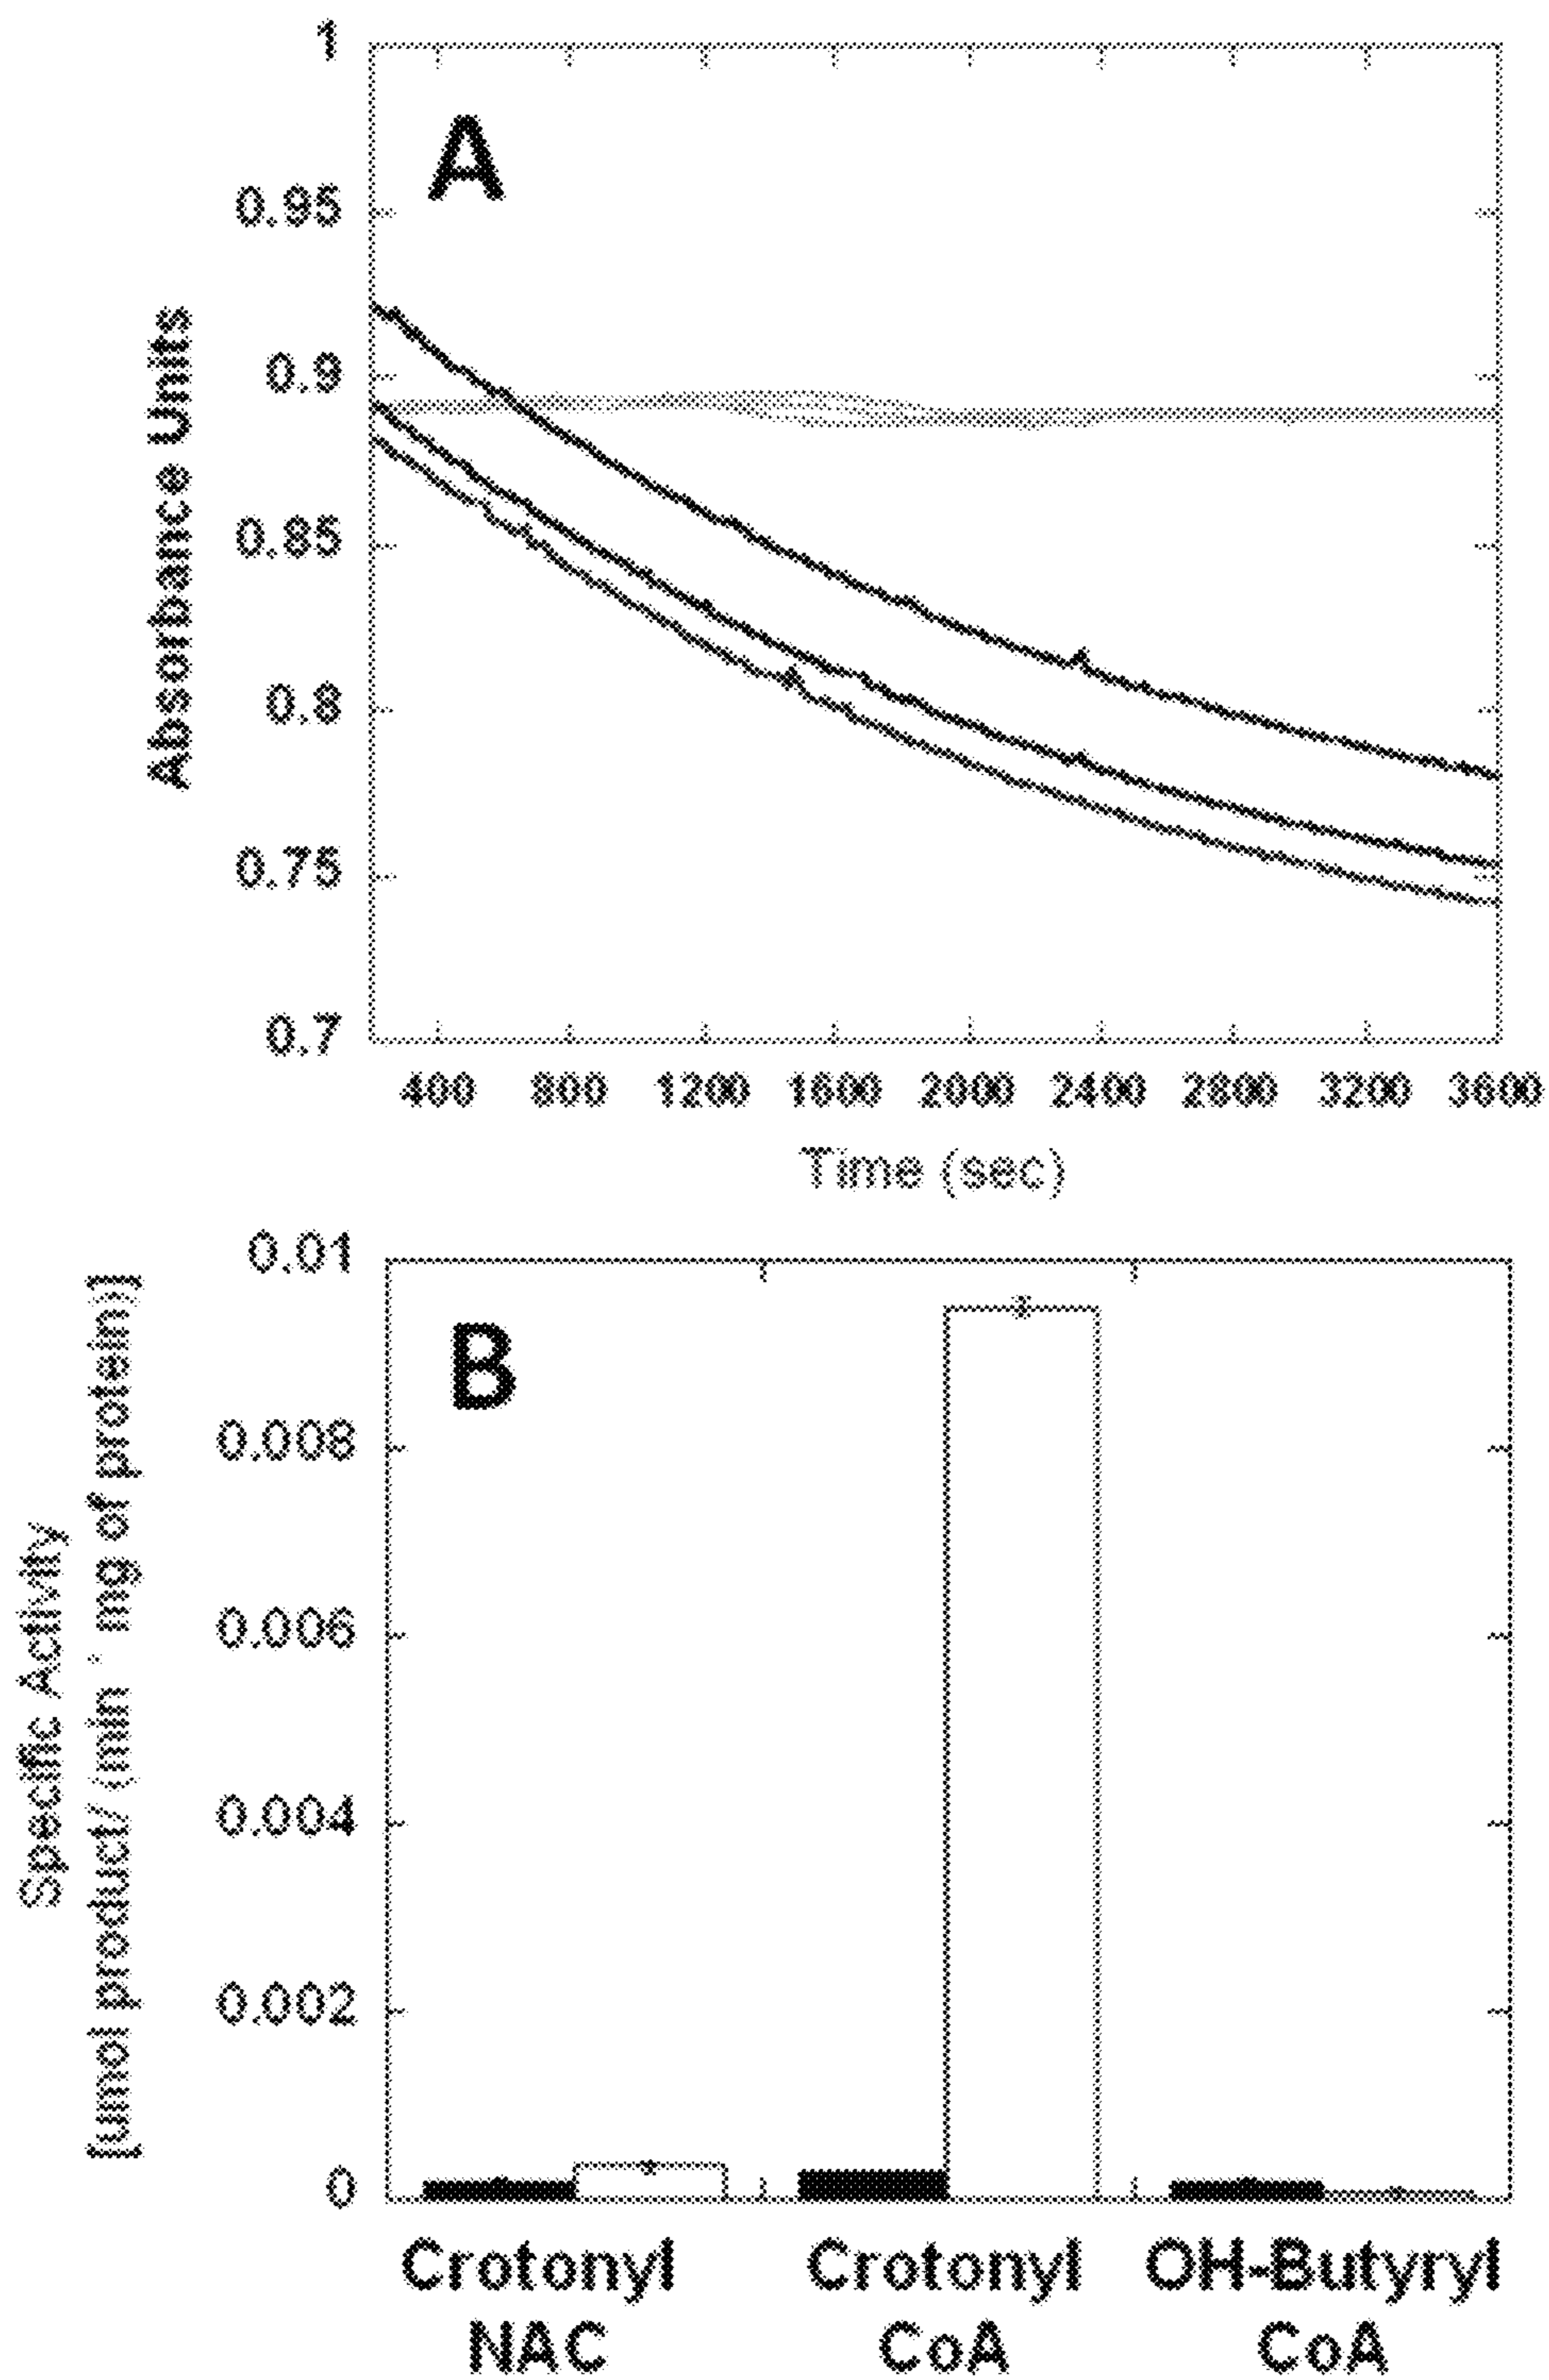 1
A
0.95
0.9
0.85
0.8
0.75
0.7
Absorbance Units
400 800 1200 1600 2000 2400 2800 3200 3600
Time (sec)
0.01
B
0.008
0.006
0.004
0.002
0
Specific Activity
[umol product/ (min * mg of protein)]
Crotonyl Crotonyl OH-Butyryl
NAC CoA CoA